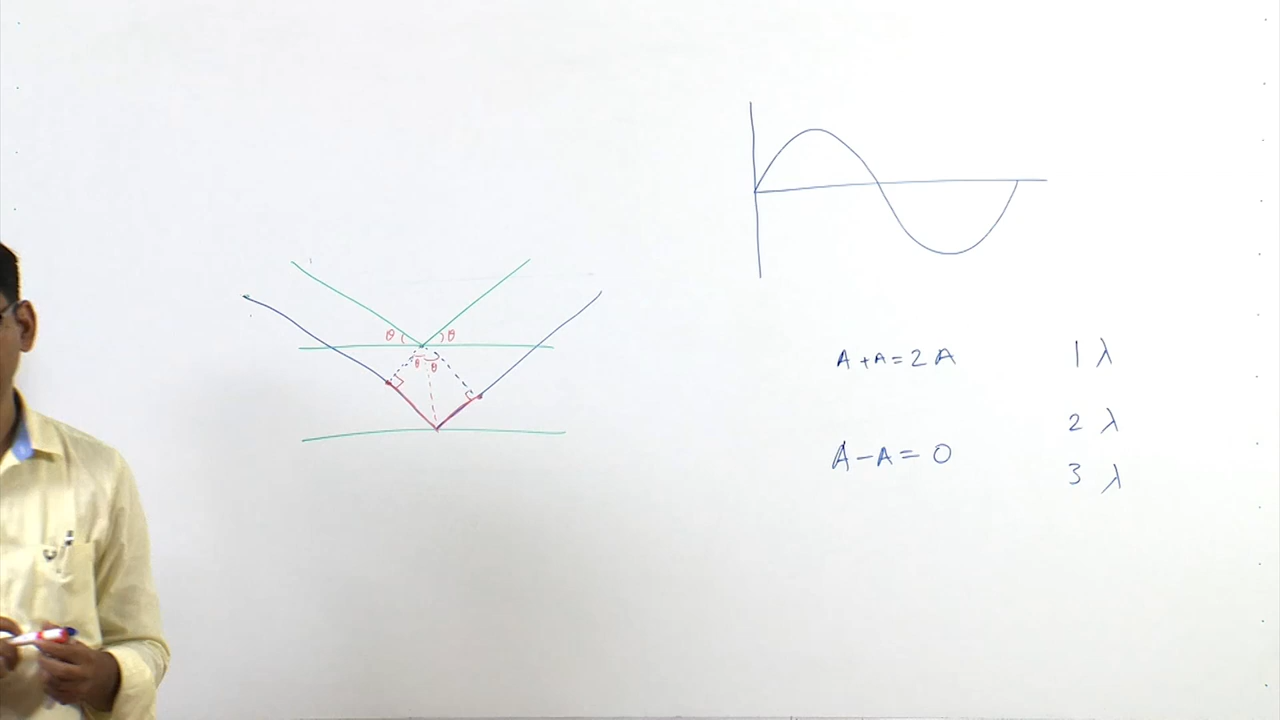 θ θ
θ θ
A + A = 2A
A - A = 0
1 λ
2 λ
3 λ